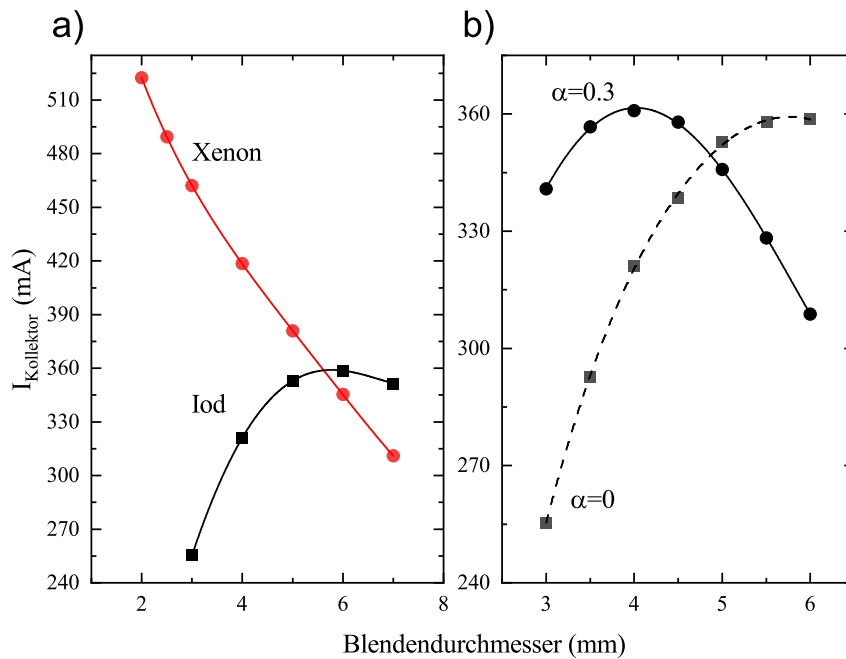 a)
b)
510
480
450
420
390
360
330
300
270
240
2
4
6
8
Xenon
Iod
I_Kollektor (mA)
360
330
300
270
240
3
4
5
6
α=0.3
α=0
Blendendurchmesser (mm)